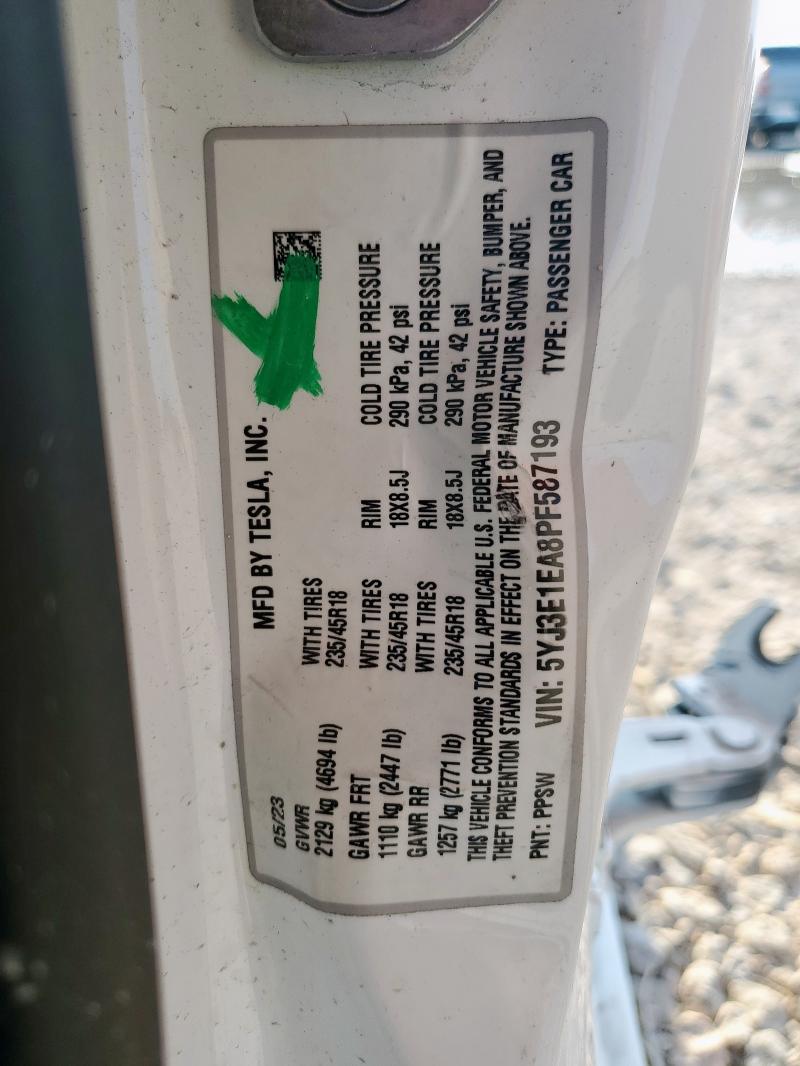 MFD BY TESLA, INC.
05/23
GVWR WITH TIRES
2129 kg (4694 lb) 235/45R18
GAWR FRT WITH TIRES RIM COLD TIRE PRESSURE
1110 kg (2447 lb) 235/45R18 18X8.5J 290 kPa, 42 psi
GAWR RR WITH TIRES RIM COLD TIRE PRESSURE
1257 kg (2771 lb) 235/45R18 18X8.5J 290 kPa, 42 psi
THIS VEHICLE CONFORMS TO ALL APPLICABLE U.S. FEDERAL MOTOR VEHICLE SAFETY, BUMPER, AND
THEFT PREVENTION STANDARDS IN EFFECT ON THE DATE OF MANUFACTURE SHOWN ABOVE.
PNT: PPSW VIN: 5YJ3E1EA8PF587193 TYPE: PASSENGER CAR